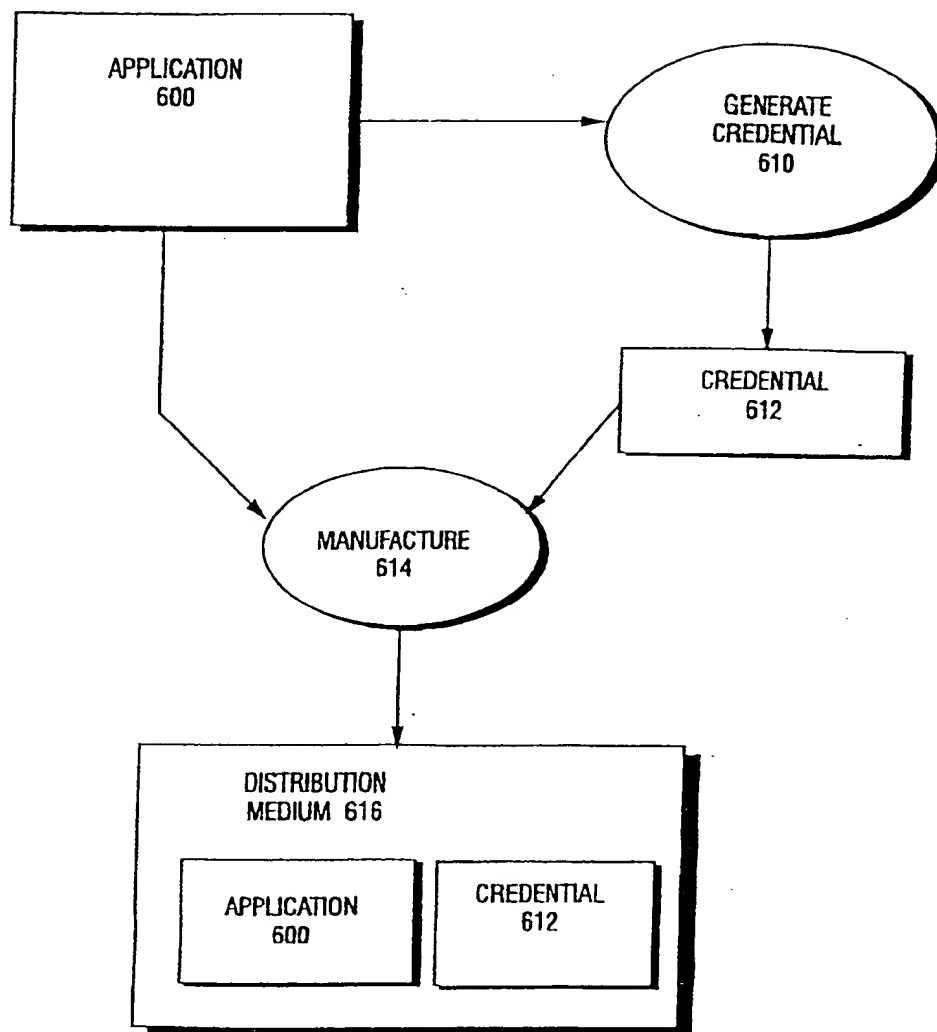 APPLICATION
600
GENERATE
CREDENTIAL
610
CREDENTIAL
612
MANUFACTURE
614
DISTRIBUTION
MEDIUM 616
APPLICATION
600
CREDENTIAL
612